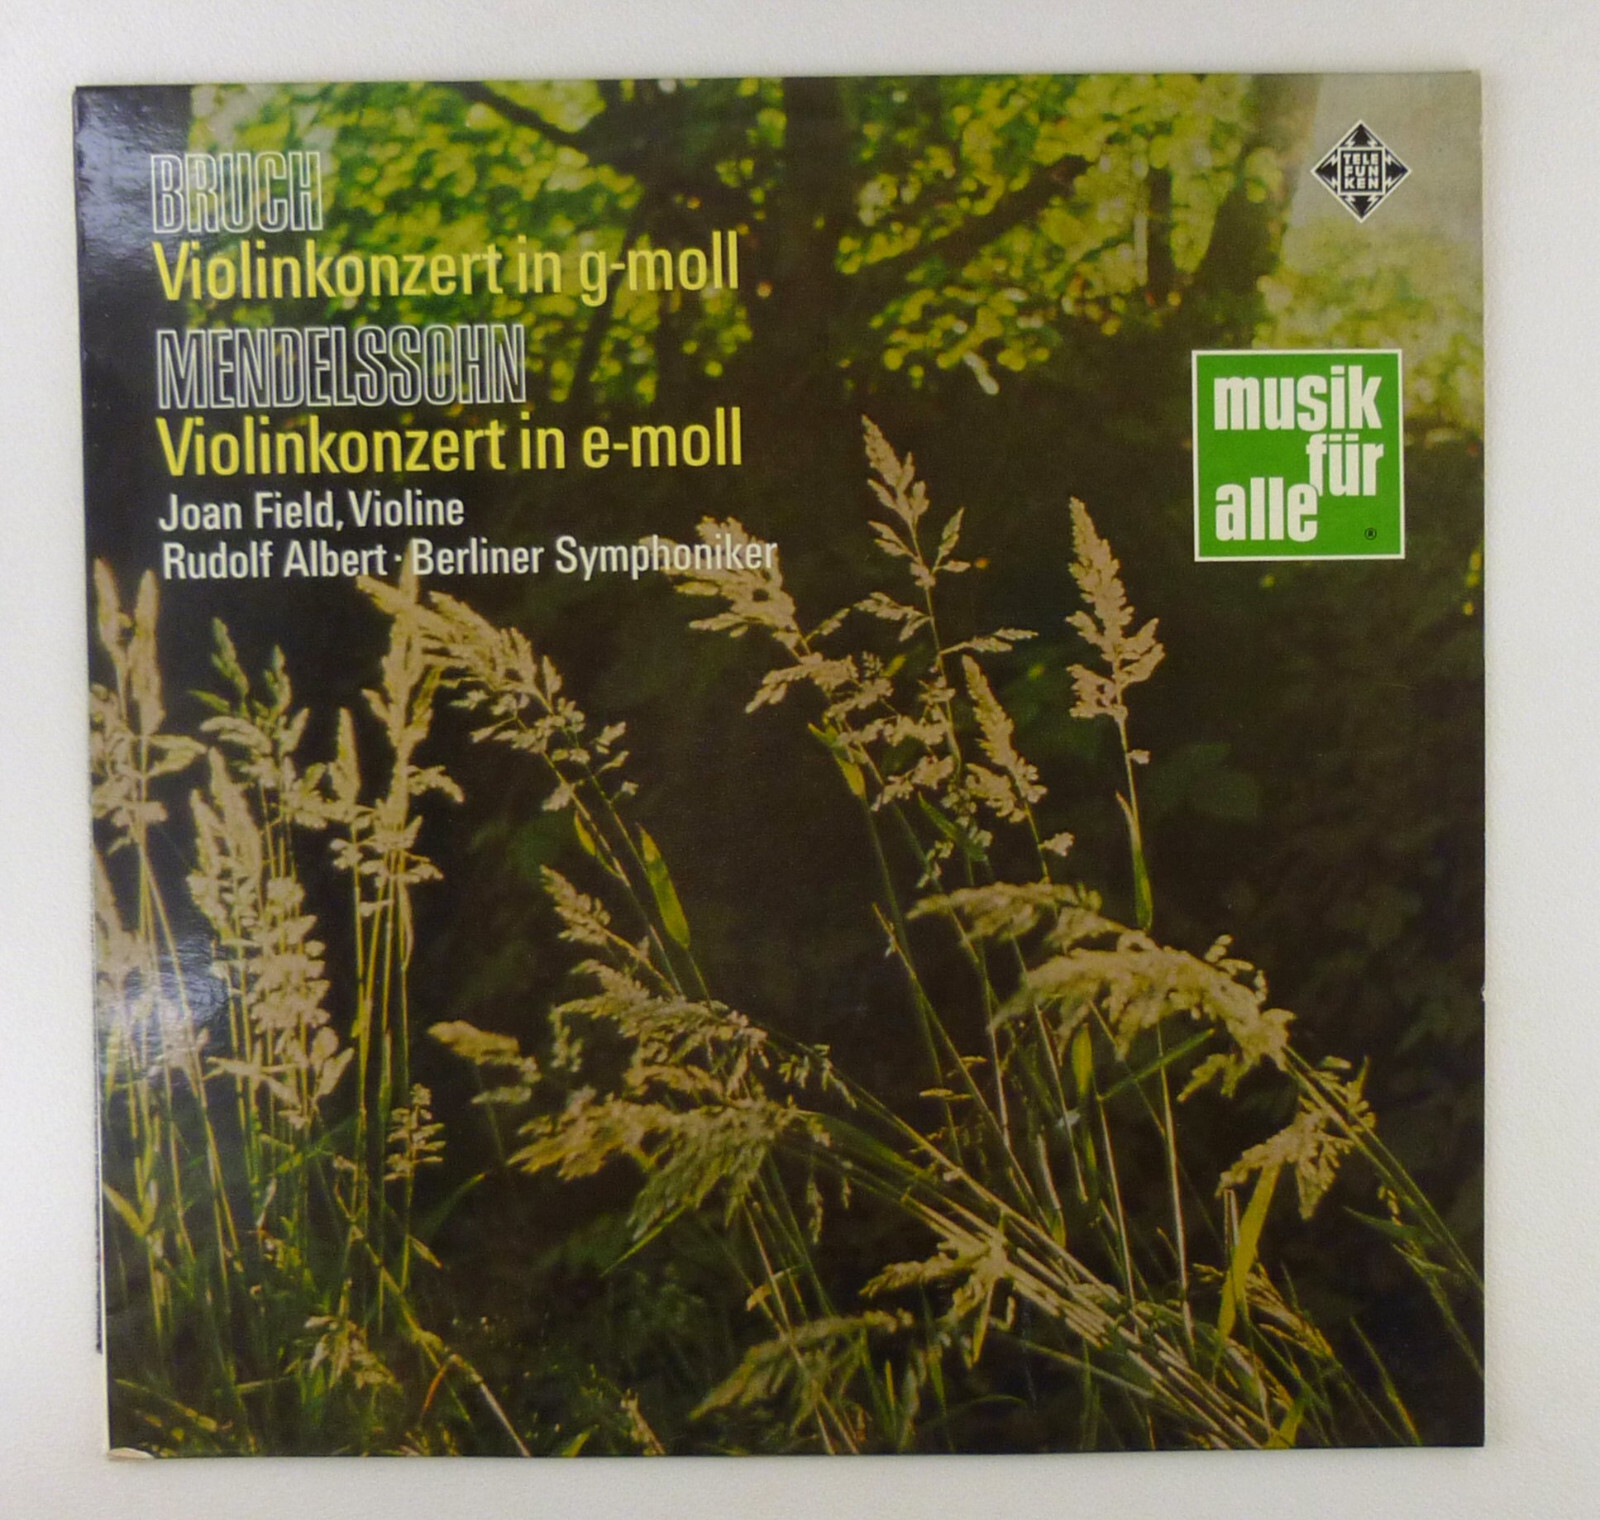 BRUCH
Violinkonzert in g-moll
MENDELSSOHN
Violinkonzert in e-moll
Joan Field, Violine
Rudolf Albert · Berliner Symphoniker
TELE
FUN
KEN
musik
für
alle
®